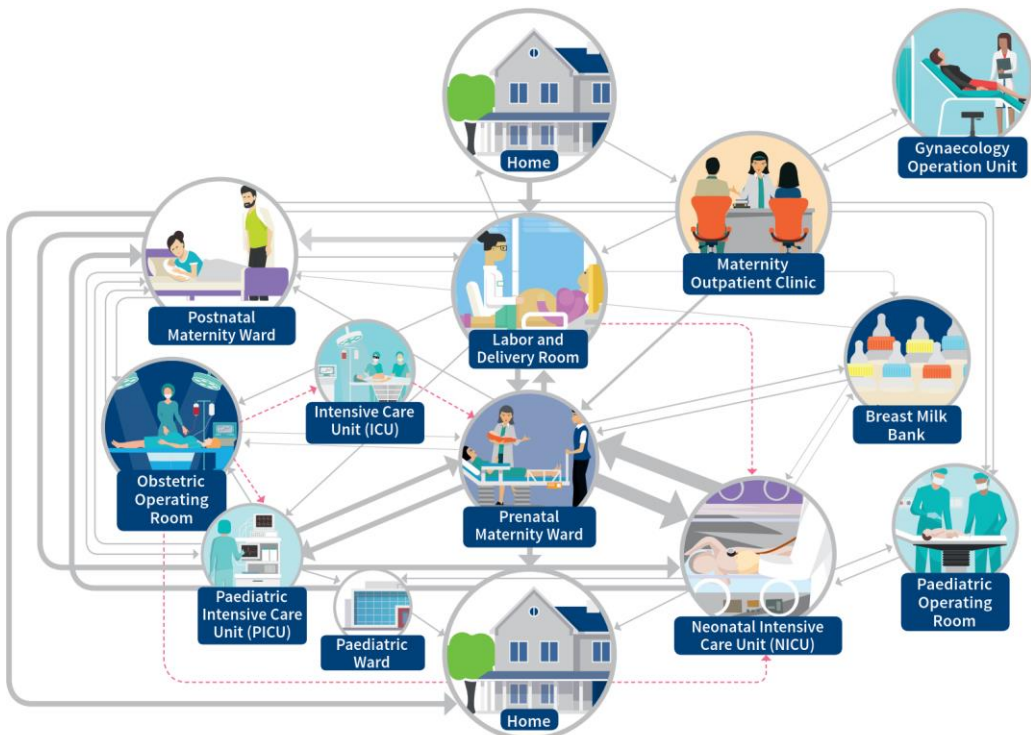 Home
Gynaecology
Operation Unit
Maternity
Outpatient Clinic
Postnatal
Maternity Ward
Labor and
Delivery Room
Intensive Care
Unit (ICU)
Breast Milk
Bank
Obstetric
Operating
Room
Prenatal
Maternity Ward
Paediatric
Intensive Care
Unit (PICU)
Paediatric
Ward
Neonatal Intensive
Care Unit (NICU)
Paediatric
Operating
Room
Home